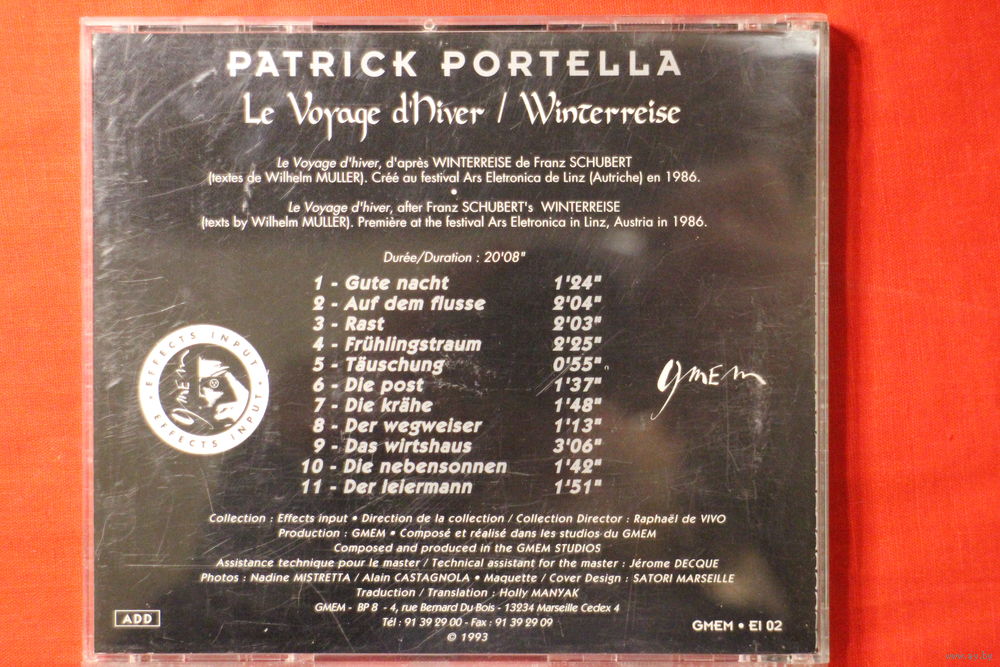 PATRICK PORTELLA
Le Voyage d'hiver / Winterreise
Le Voyage d'hiver, d'après WINTERREISE de Franz SCHUBERT
(textes de Wilhelm MULLER). Créé au festival Ars Eletronica de Linz (Autriche) en 1986.
•
Le Voyage d'hiver, after Franz SCHUBERT's WINTERREISE
(texts by Wilhelm MULLER). Première at the festival Ars Eletronica in Linz, Austria in 1986.
Durée/Duration : 20'08"
1 - Gute nacht 1'24"
2 - Auf dem flusse 2'04"
3 - Rast 2'03"
4 - Frühlingstraum 2'25"
5 - Täuschung 0'55"
6 - Die post 1'37"
7 - Die krähe 1'48"
8 - Der wegweiser 1'13"
9 - Das wirtshaus 3'06"
10 - Die nebensonnen 1'42"
11 - Der leiermann 1'51"
EFFECTS INPUT • EFFECTS INPUT •
gmem
gmem
Collection : Effects input • Direction de la collection / Collection Director : Raphaël de VIVO
Production : GMEM • Composé et réalisé dans les studios du GMEM
Composed and produced in the GMEM STUDIOS
Assistance technique pour le master / Technical assistant for the master : Jérome DECQUE
Photos : Nadine MISTRETTA / Alain CASTAGNOLA • Maquette / Cover Design : SATORI MARSEILLE
Traduction / Translation : Holly MANYAK
GMEM - BP 8 - 4, rue Bernard Du Bois - 13234 Marseille Cedex 4
Tél : 91 39 29 00 - Fax : 91 39 29 09
© 1993
ADD
GMEM • EI 02
www.ay.by